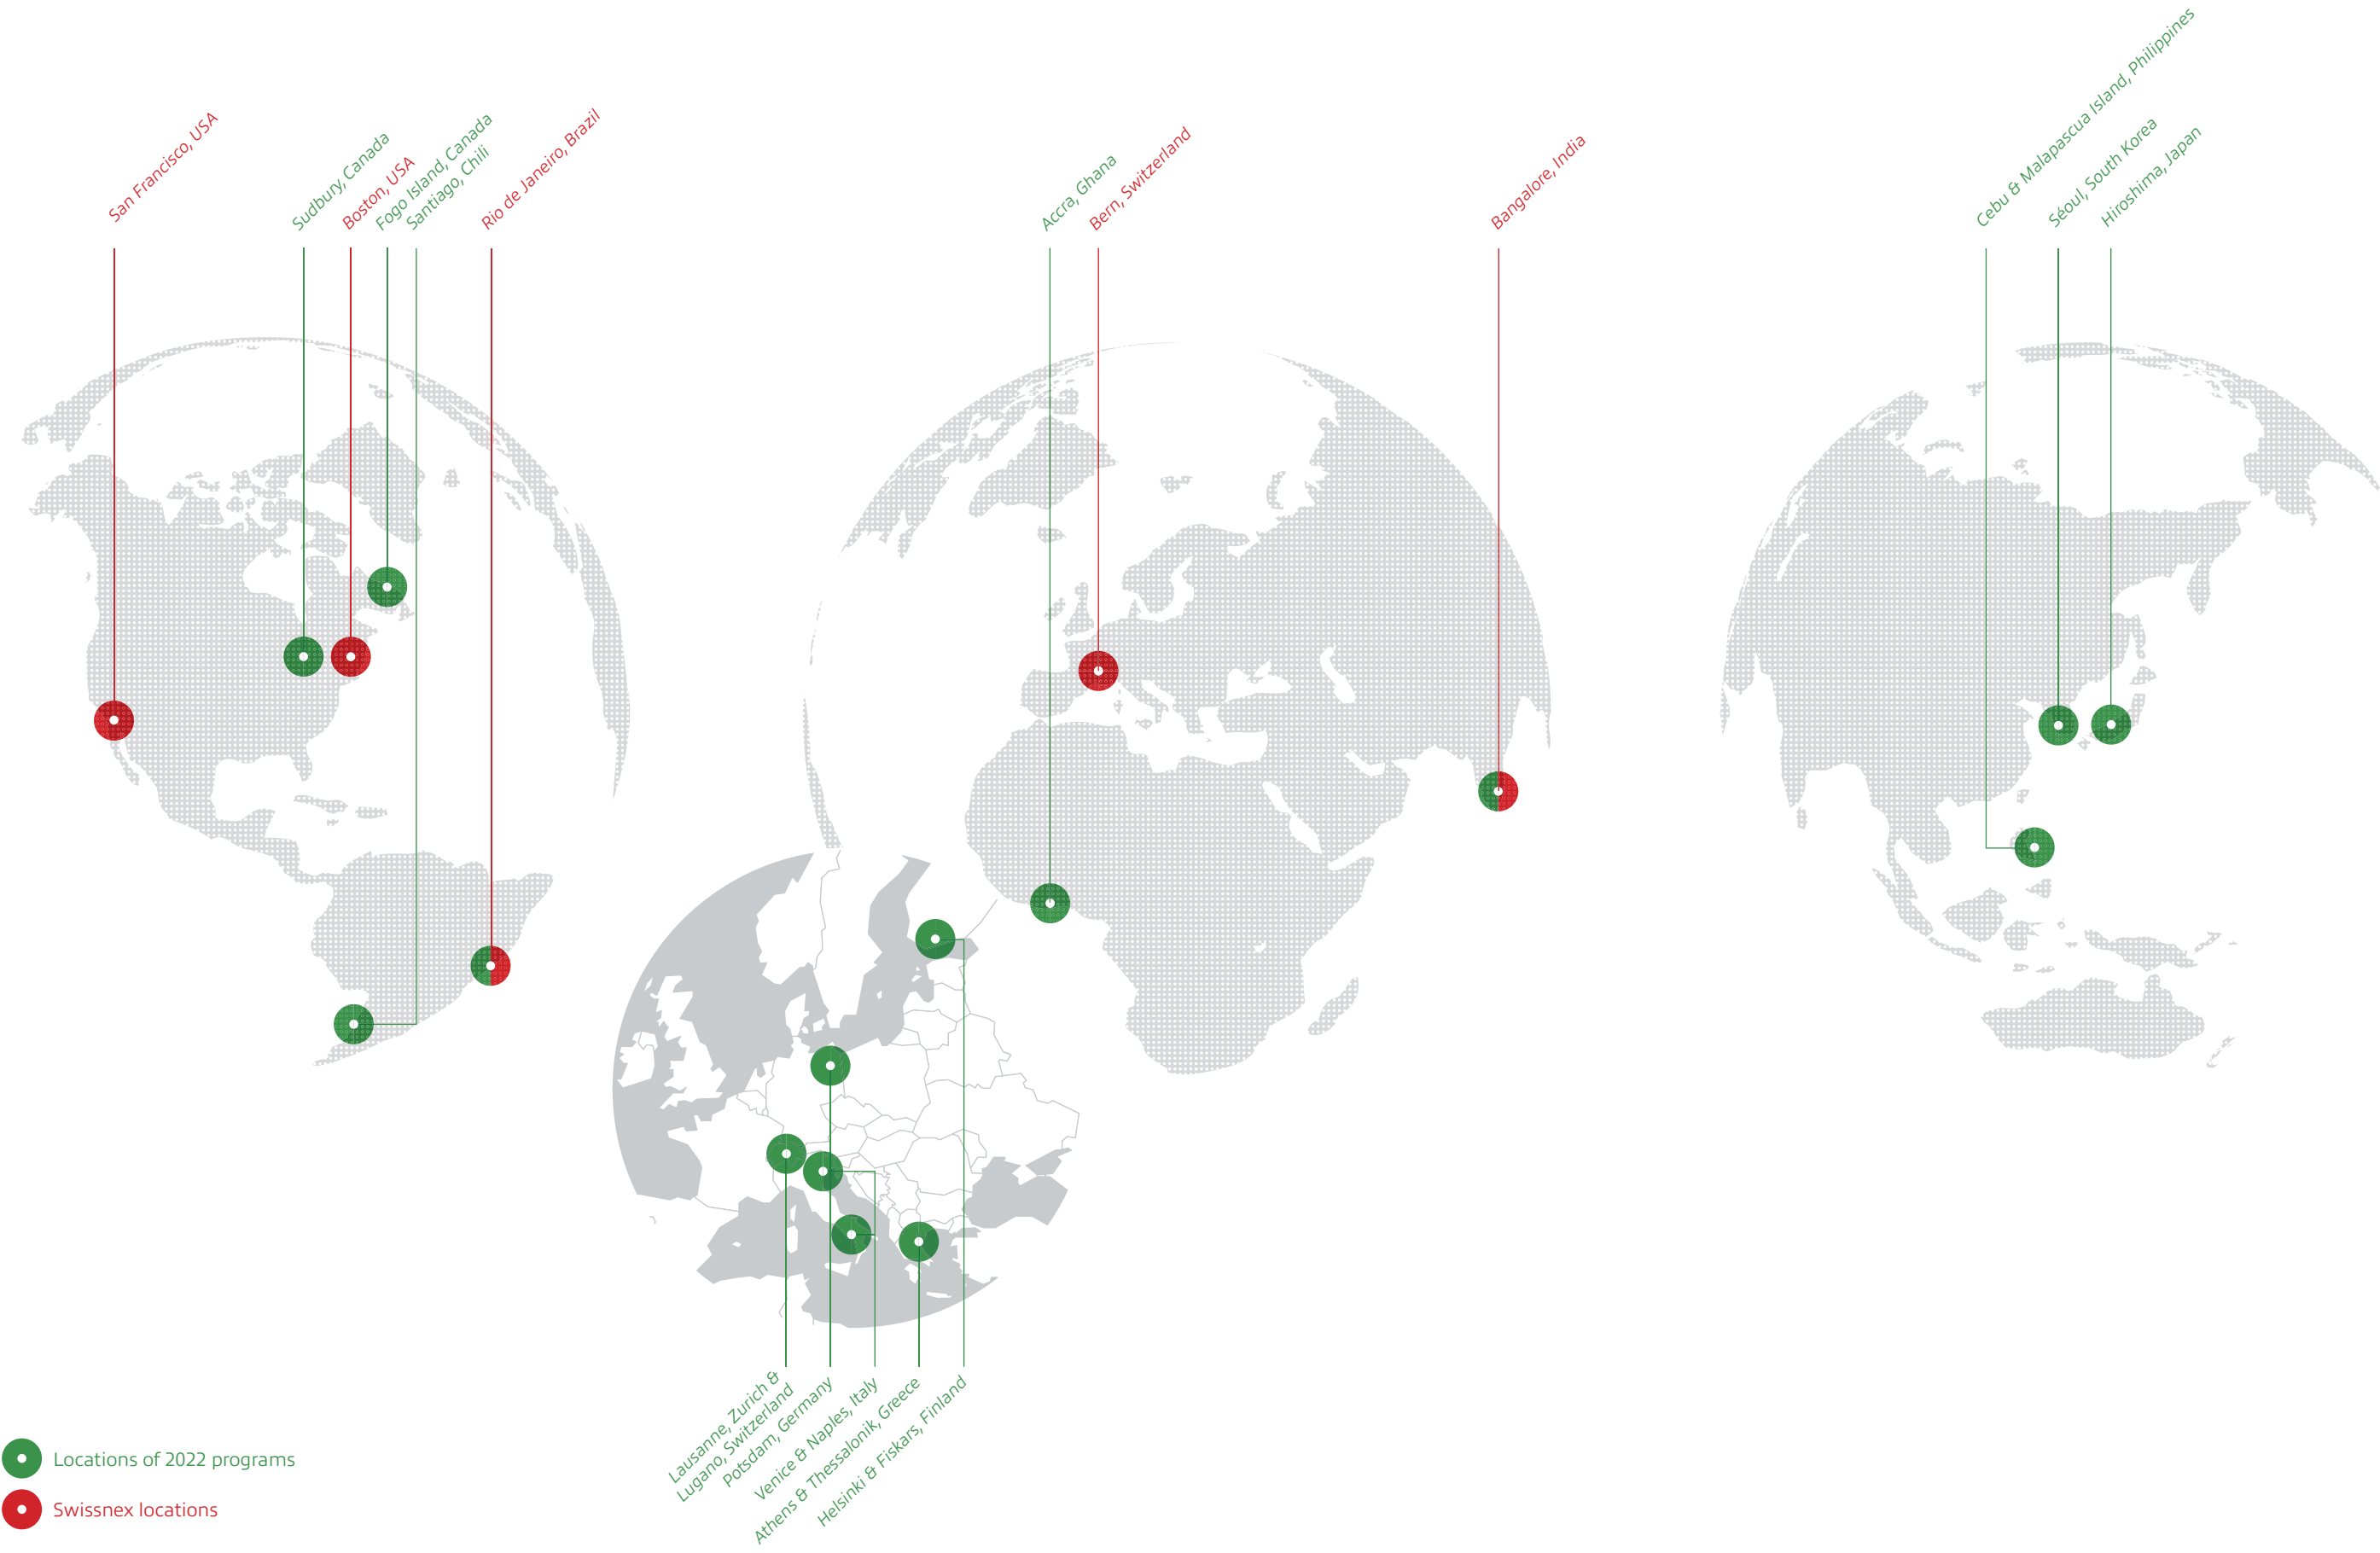 San Francisco, USA
Sudbury, Canada
Boston, USA
Fogo Island, Canada
Santiago, Chili
Rio de Janeiro, Brazil
Accra, Ghana
Bern, Switzerland
Bangalore, India
Cebu & Malapascua Island, Philippines
Séoul, South Korea
Hiroshima, Japan
Lausanne, Zurich &
Lugano, Switzerland
Potsdam, Germany
Venice & Naples, Italy
Athens & Thessalonik, Greece
Helsinki & Fiskars, Finland
Locations of 2022 programs
Swissnex locations